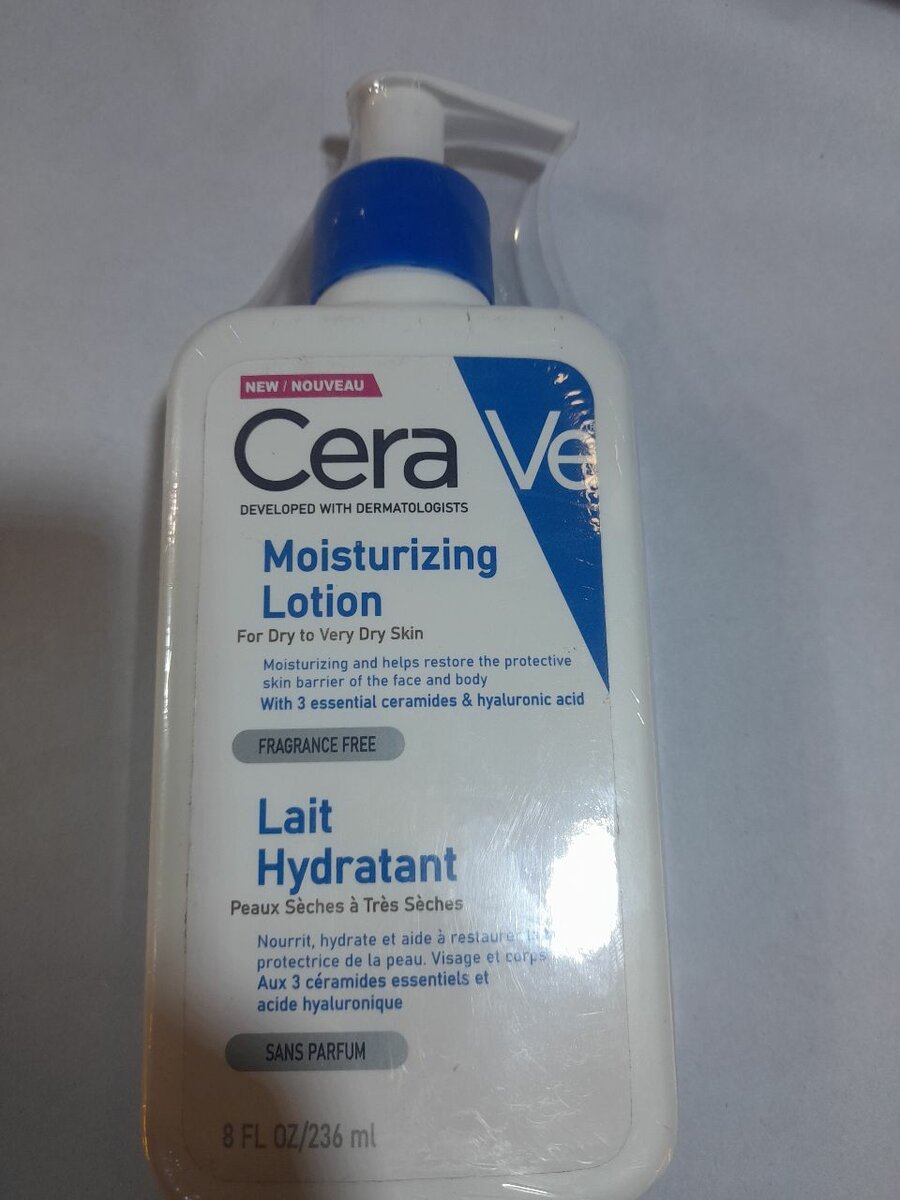 NEW / NOUVEAU
CeraVe
DEVELOPED WITH DERMATOLOGISTS
Moisturizing
Lotion
For Dry to Very Dry Skin
Moisturizing and helps restore the protective
skin barrier of the face and body
With 3 essential ceramides & hyaluronic acid
FRAGRANCE FREE
Lait
Hydratant
Peaux Sèches à Très Sèches
Nourrit, hydrate et aide à
protectrice de la peau. Visage et corps
Aux 3 céramides essentiels et
acide hyaluronique
SANS PARFUM
8 FL OZ/236 ml